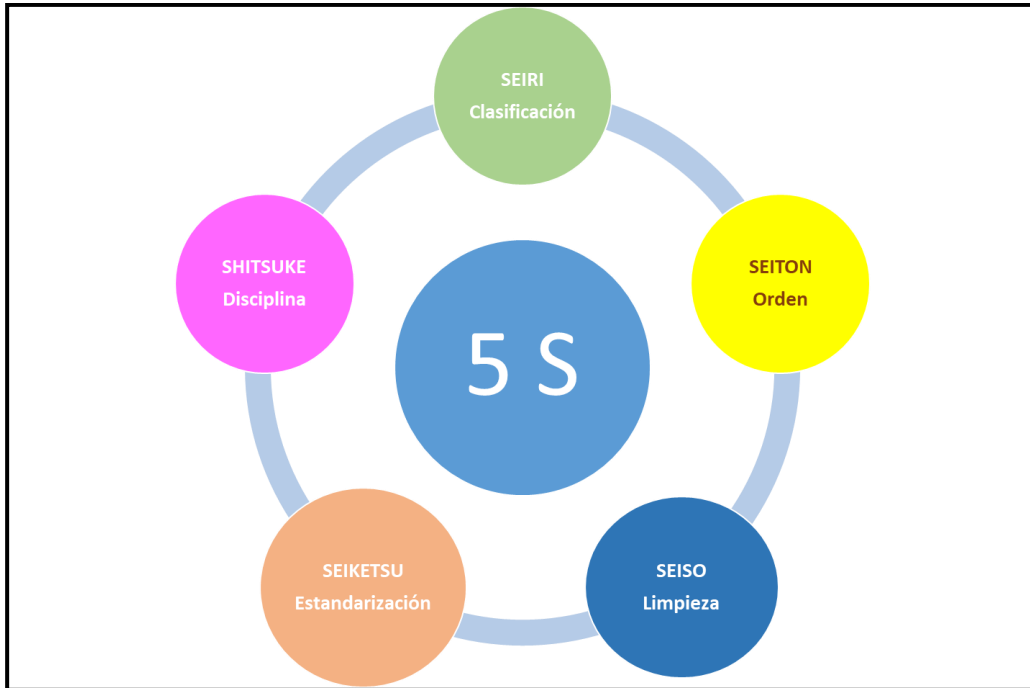 SEIRI
Clasificación
SEITON
Orden
SEISO
Limpieza
SEIKETSU
Estandarización
SHITSUKE
Disciplina
5 S